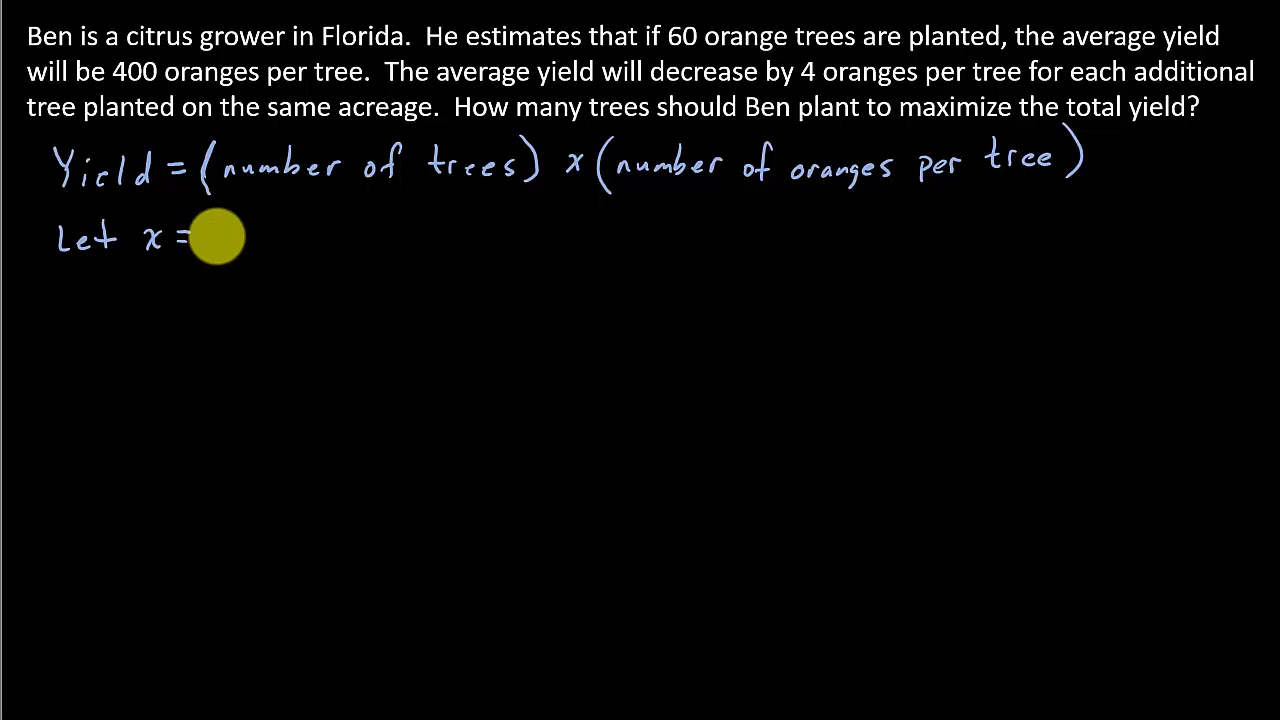 Ben is a citrus grower in Florida.  He estimates that if 60 orange trees are planted, the average yield
will be 400 oranges per tree.  The average yield will decrease by 4 oranges per tree for each additional
tree planted on the same acreage.  How many trees should Ben plant to maximize the total yield?
Yield = (number of trees) x (number of oranges per tree)
Let x =